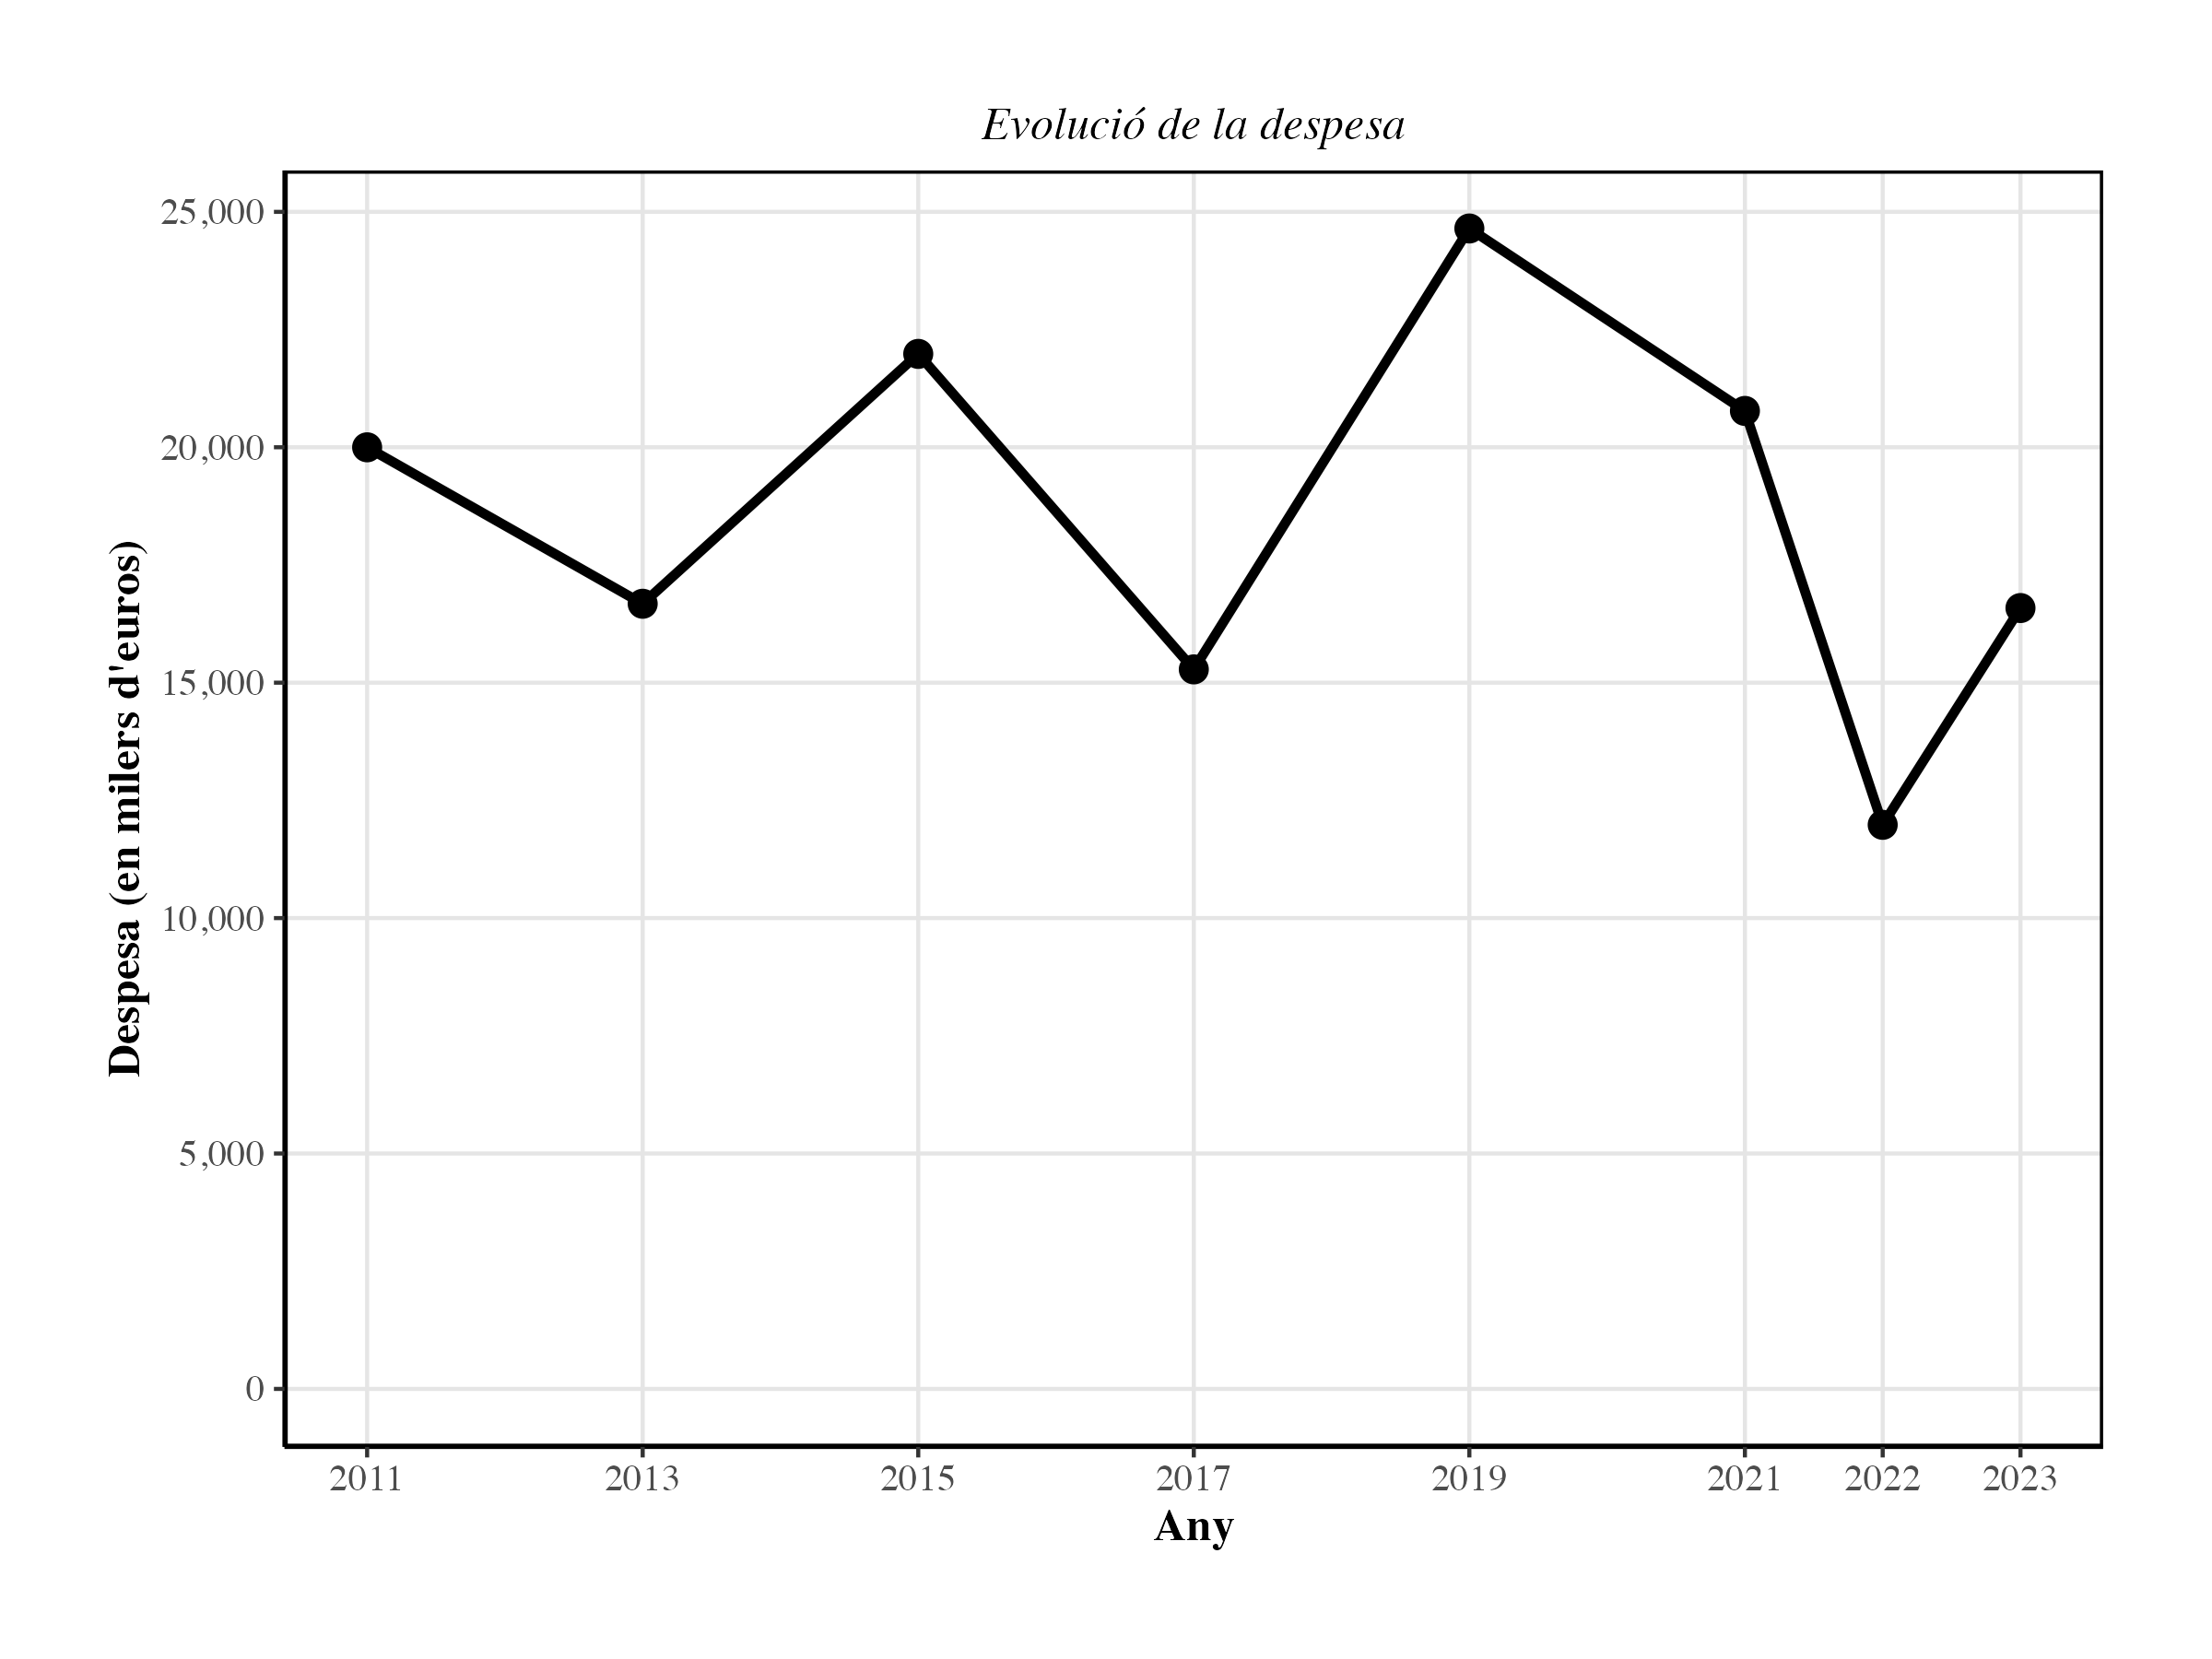 Evolució de la despesa
Despesa (en milers d'euros)
25,000
20,000
15,000
10,000
5,000
0
2011 2013 2015 2017 2019 2021 2022 2023
Any